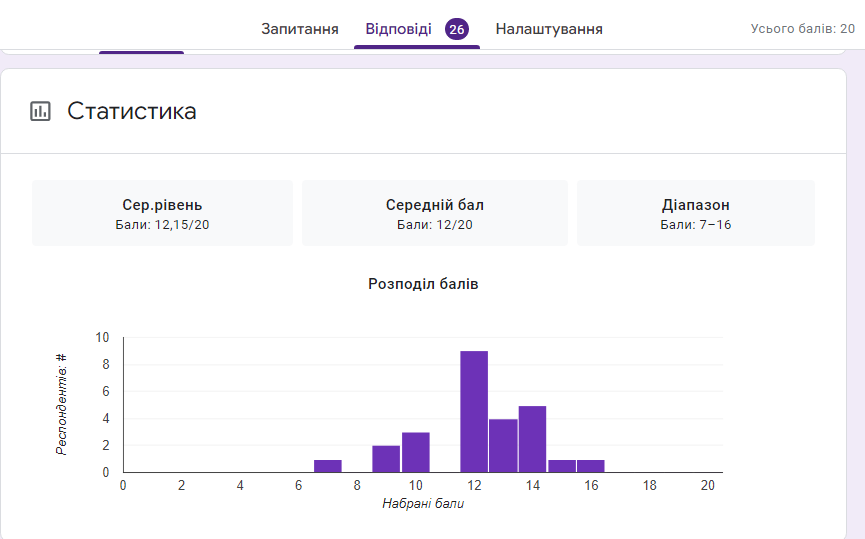 Запитання Відповіді 26 Налаштування Усього балів: 20
Статистика
Сер.рівень
Бали: 12,15/20
Середній бал
Бали: 12/20
Діапазон
Бали: 7–16
Розподіл балів
Респондентів: #
10
8
6
4
2
0
0 2 4 6 8 10 12 14 16 18 20
Набрані бали